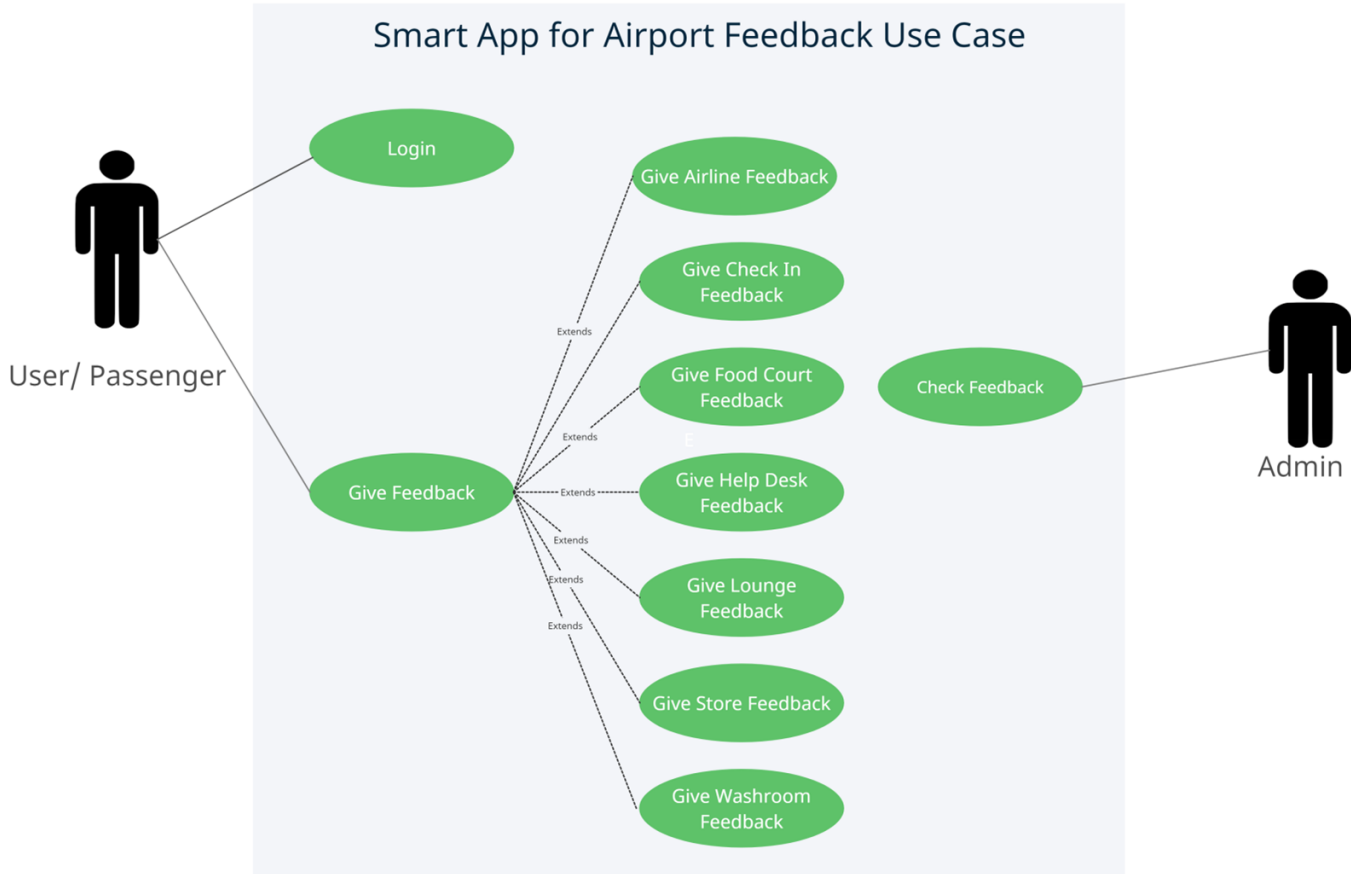 Smart App for Airport Feedback Use Case
Login
Give Airline Feedback
Give Check In
Feedback
Extends
User/ Passenger
Give Food Court
Feedback
Check Feedback
Extends
E
Admin
Give Feedback
Extends
Give Help Desk
Feedback
Extends
Extends
Give Lounge
Feedback
Extends
Give Store Feedback
Give Washroom
Feedback